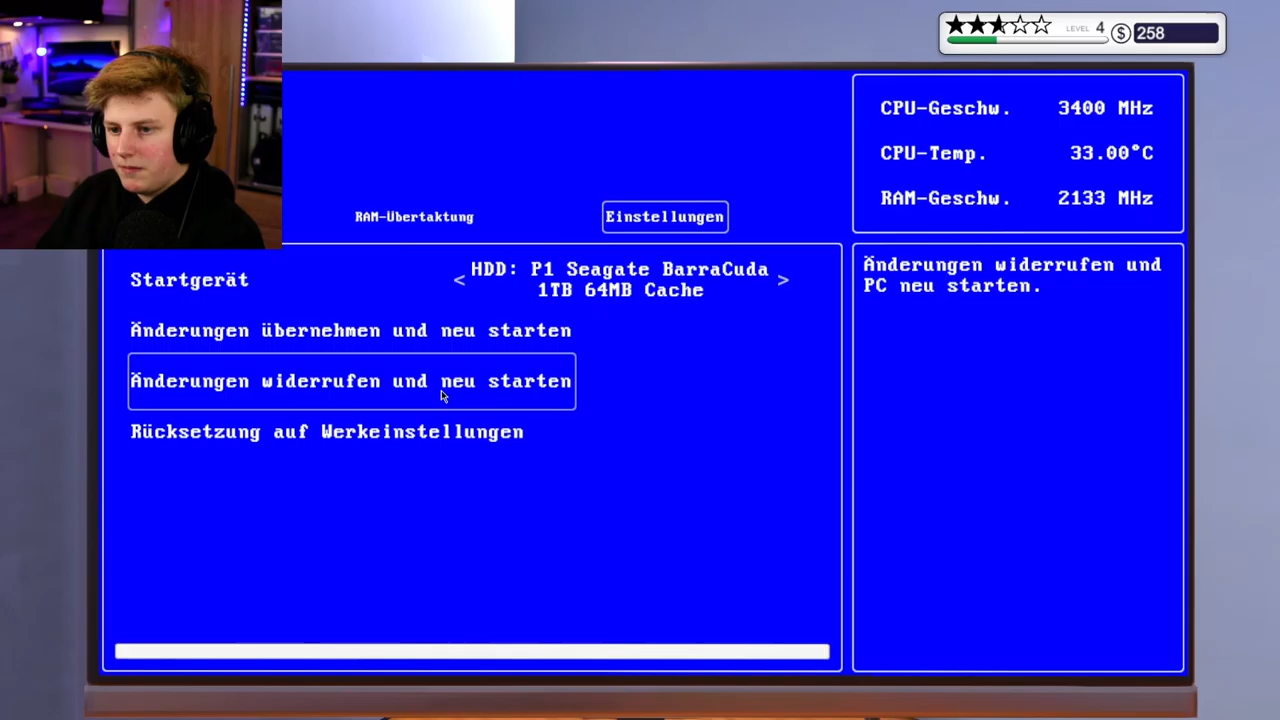 LEVEL 4
$ 258
CPU-Geschw. 3400 MHz
CPU-Temp. 33.00°C
RAM-Geschw. 2133 MHz
RAM-Übertaktung
Einstellungen
Startgerät
< HDD: P1 Seagate BarraCuda >
1TB 64MB Cache
Änderungen übernehmen und neu starten
Änderungen widerrufen und neu starten
Rücksetzung auf Werkeinstellungen
Änderungen widerrufen und
PC neu starten.